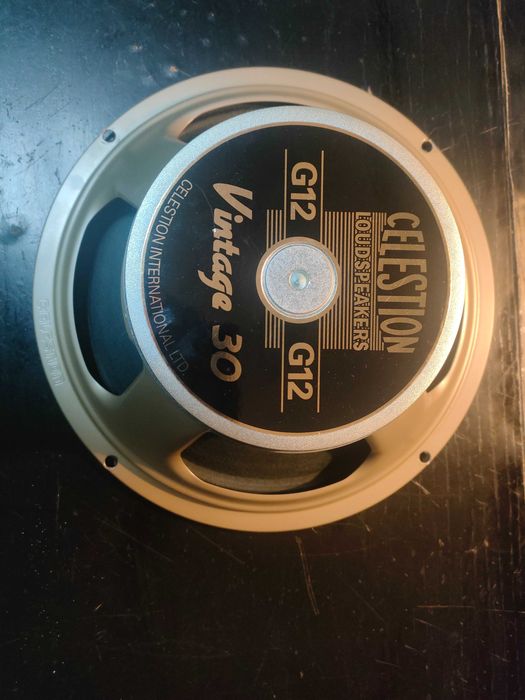 CELESTION
LOUDSPEAKERS
G12 G12
Vintage 30
CELESTION INTERNATIONAL LTD